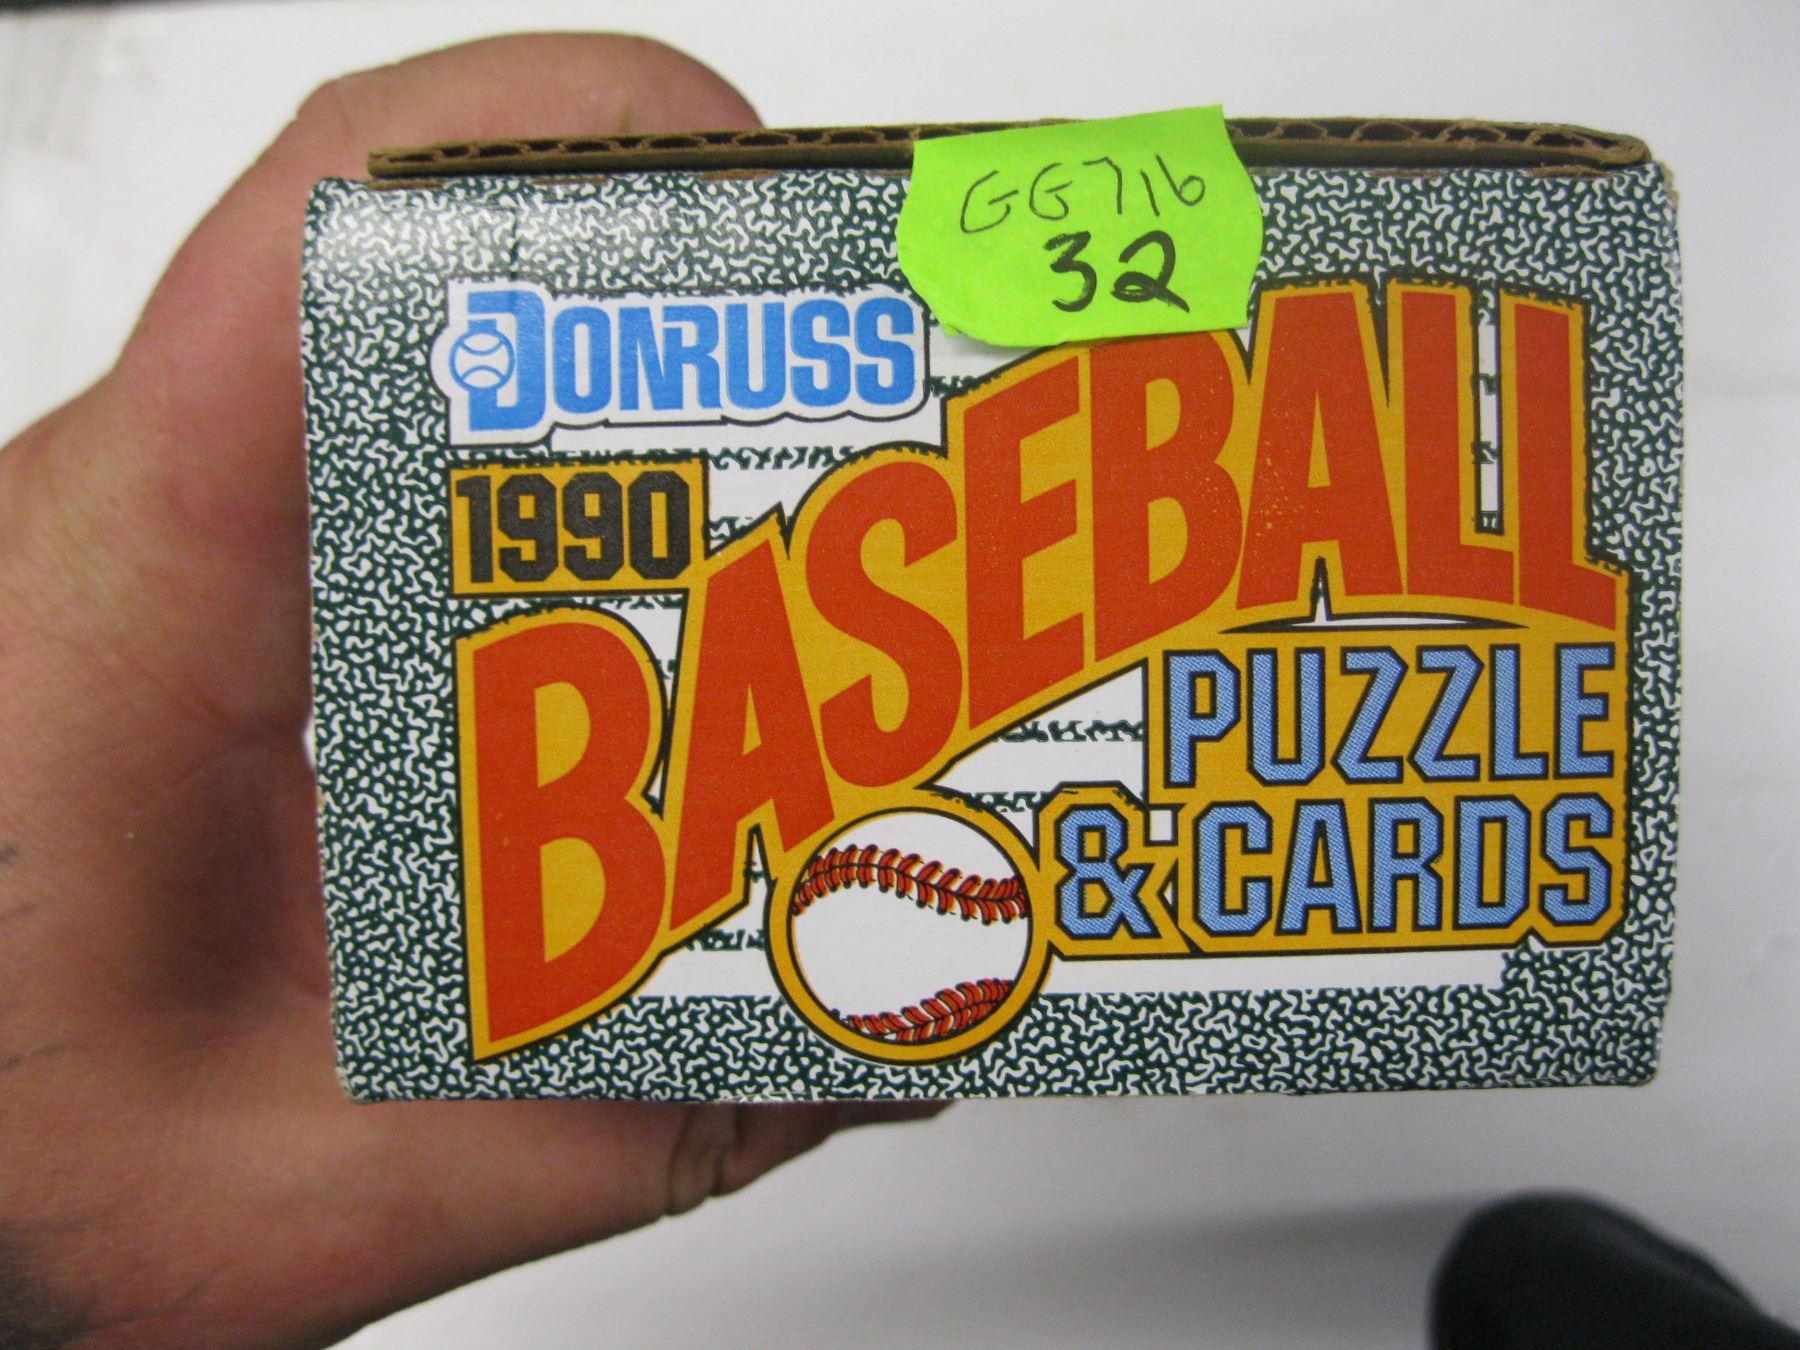 GG716
32
DONRUSS
1990
BASEBALL
PUZZLE
& CARDS